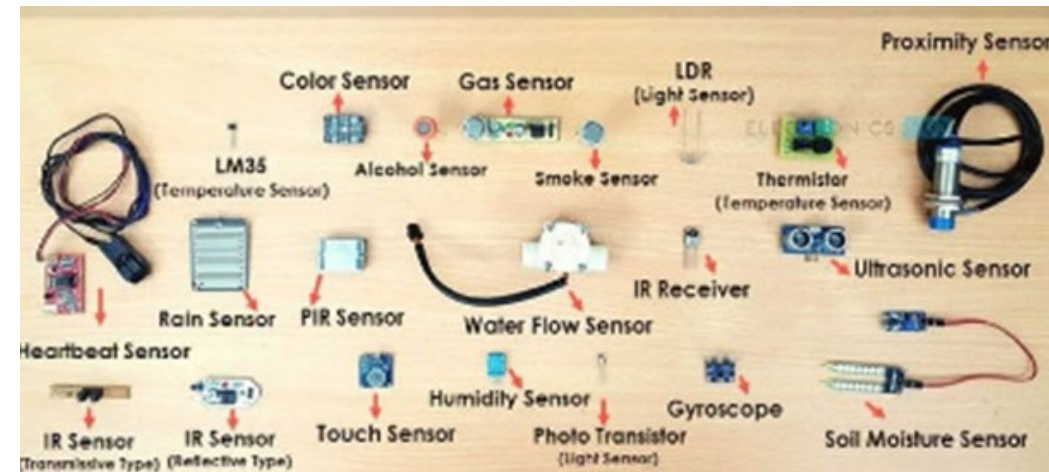 Proximity Sensor
Color Sensor
Gas Sensor
LDR
(Light Sensor)
LM35
(Temperature Sensor)
Alcohol Sensor
Smoke Sensor
Thermistor
(Temperature Sensor)
Rain Sensor
PIR Sensor
Water Flow Sensor
IR Receiver
Ultrasonic Sensor
Heartbeat Sensor
IR Sensor
(Transmissive Type)
IR Sensor
(Reflective Type)
Touch Sensor
Humidity Sensor
Photo Transistor
(Light Sensor)
Gyroscope
Soil Moisture Sensor